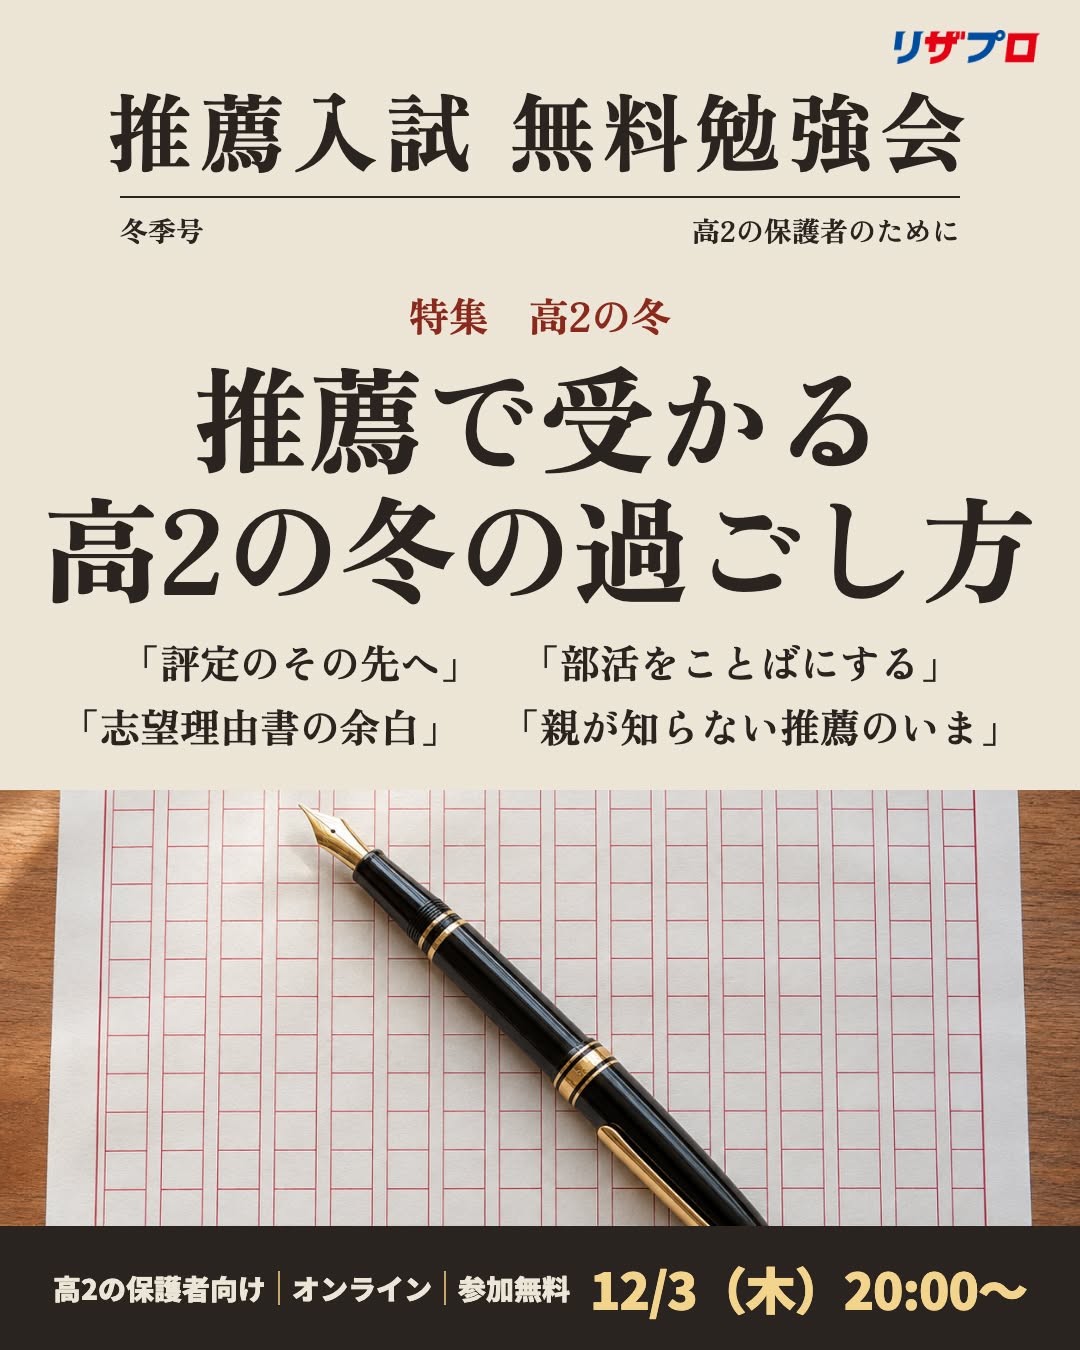 リザプロ
推薦入試 無料勉強会
冬季号
高2の保護者のために
特集　高2の冬
推薦で受かる
高2の冬の過ごし方
「評定のその先へ」　「部活をことばにする」
「志望理由書の余白」　「親が知らない推薦のいま」
高2の保護者向け｜オンライン｜参加無料　12/3（木）20:00〜